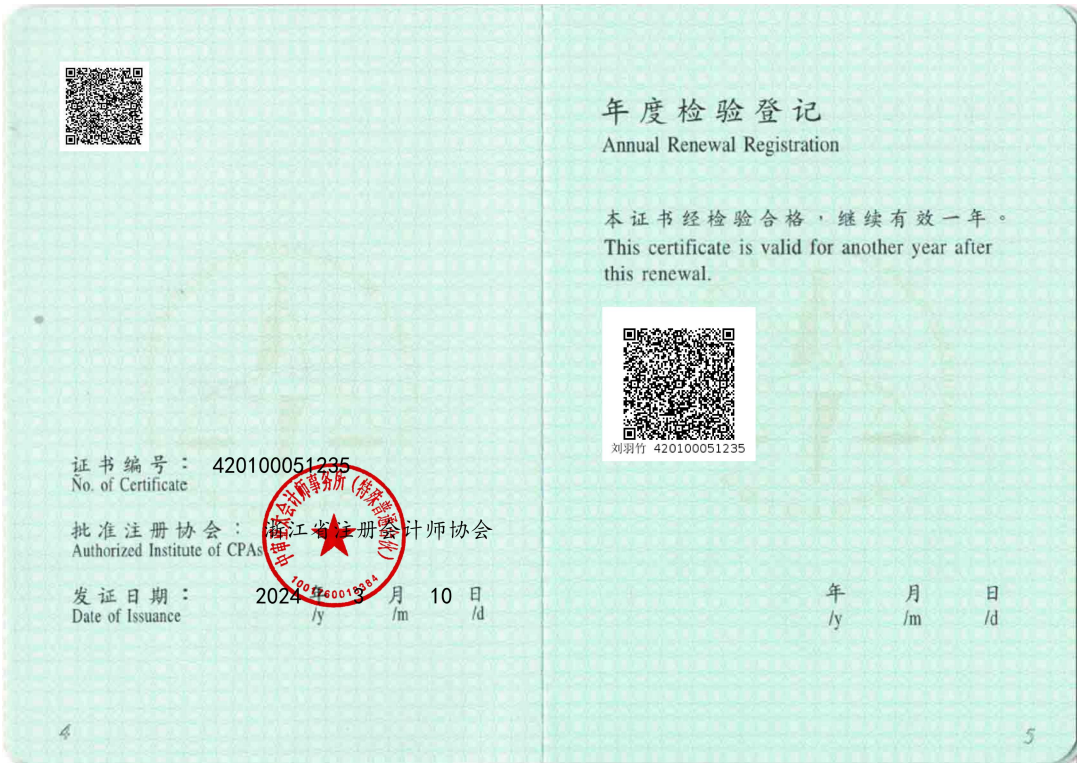 证书编号：	420100051235
No. of Certificate
批准注册协会：	浙江省注册会计师协会
Authorized Institute of CPAs
发证日期：	2024 年 3 月 10 日
Date of Issuance	/y	/m	/d
4
年度检验登记
Annual Renewal Registration
本证书经检验合格，继续有效一年。
This certificate is valid for another year after
this renewal.
刘羽竹 420100051235
年	月	日
/y	/m	/d
5